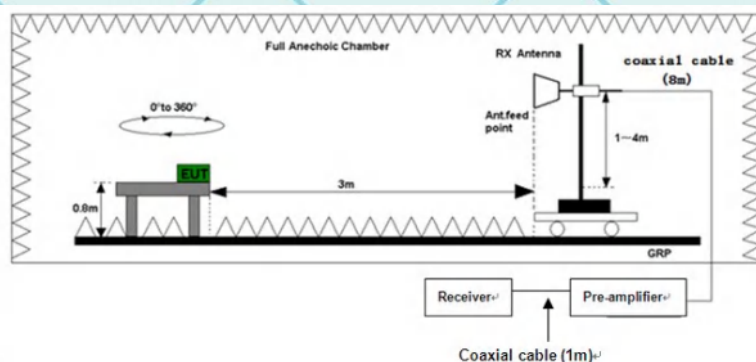 Full Anechoic Chamber
RX Antenna
coaxial cable
(8m)
0°to 360°
Ant.feed
point
1~4m
EUT
3m
0.8m
GRP
Receiver
Pre-amplifier
Coaxial cable (1m)